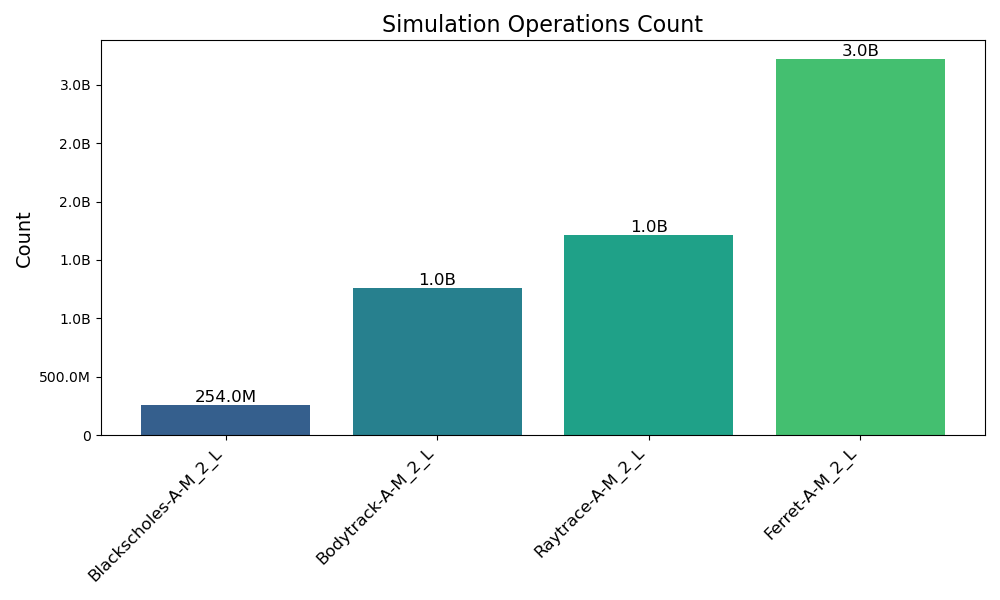 Simulation Operations Count
Count
3.0B
2.0B
2.0B
1.0B
1.0B
500.0M
0
254.0M
1.0B
1.0B
3.0B
Blackscholes-A-M_2_L
Bodytrack-A-M_2_L
Raytrace-A-M_2_L
Ferret-A-M_2_L